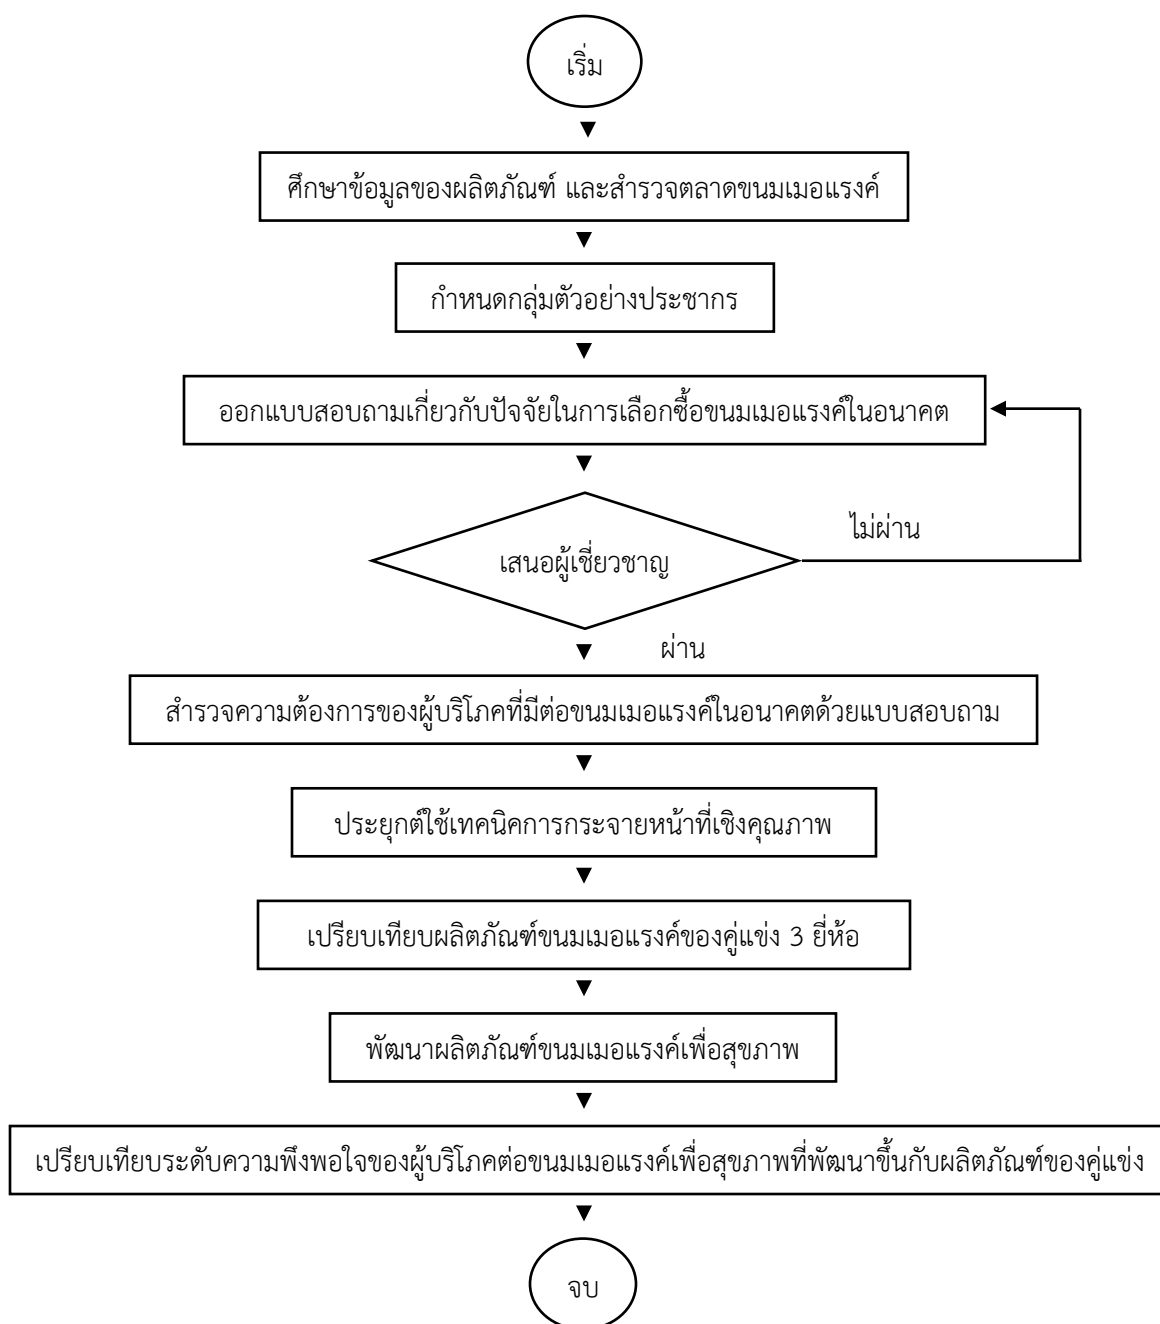 เริ่ม
ศึกษาข้อมูลของผลิตภัณฑ์ และสำรวจตลาดขนมเมอแรงค์
กำหนดกลุ่มตัวอย่างประชากร
ออกแบบสอบถามเกี่ยวกับปัจจัยในการเลือกซื้อขนมเมอแรงค์ในอนาคต
ไม่ผ่าน
เสนอผู้เชี่ยวชาญ
ผ่าน
สำรวจความต้องการของผู้บริโภคที่มีต่อขนมเมอแรงค์ในอนาคตด้วยแบบสอบถาม
ประยุกต์ใช้เทคนิคการกระจายหน้าที่เชิงคุณภาพ
เปรียบเทียบผลิตภัณฑ์ขนมเมอแรงค์ของคู่แข่ง 3 ยี่ห้อ
พัฒนาผลิตภัณฑ์ขนมเมอแรงค์เพื่อสุขภาพ
เปรียบเทียบระดับความพึงพอใจของผู้บริโภคต่อขนมเมอแรงค์เพื่อสุขภาพที่พัฒนาขึ้นกับผลิตภัณฑ์ของคู่แข่ง
จบ